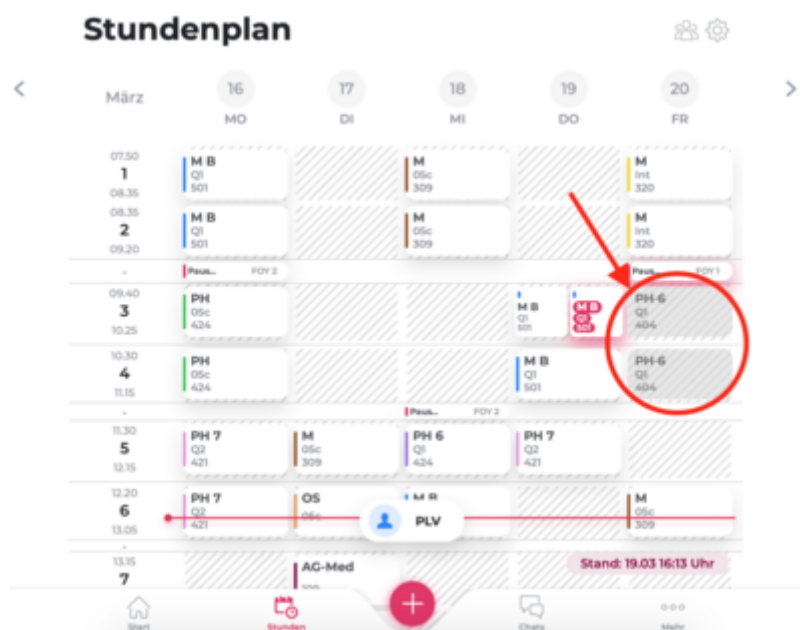 Stundenplan
März
16
MO
17
DI
18
MI
19
DO
20
FR
07.50
1
08.35
M B
Q1
501
M
05c
309
M
Int
320
08.35
2
09.20
M B
Q1
501
M
05c
309
M
Int
320
-
Paus... FOY 2
Paus... FOY 1
09.40
3
10.25
PH
05c
424
M B
Q1
501
M B
Q1
501
PH 6
Q1
404
10.30
4
11.15
PH
05c
424
M B
Q1
501
PH 6
Q1
404
-
Paus... FOY 2
11.30
5
12.15
PH 7
Q2
421
M
05c
309
PH 6
Q1
424
PH 7
Q2
421
12.20
6
13.05
PH 7
Q2
421
OS
05c
M B
M
05c
309
PLV
-
13.15
7
AG-Med
Stand: 19.03 16:13 Uhr
Start
Stunden
Chats
Mehr